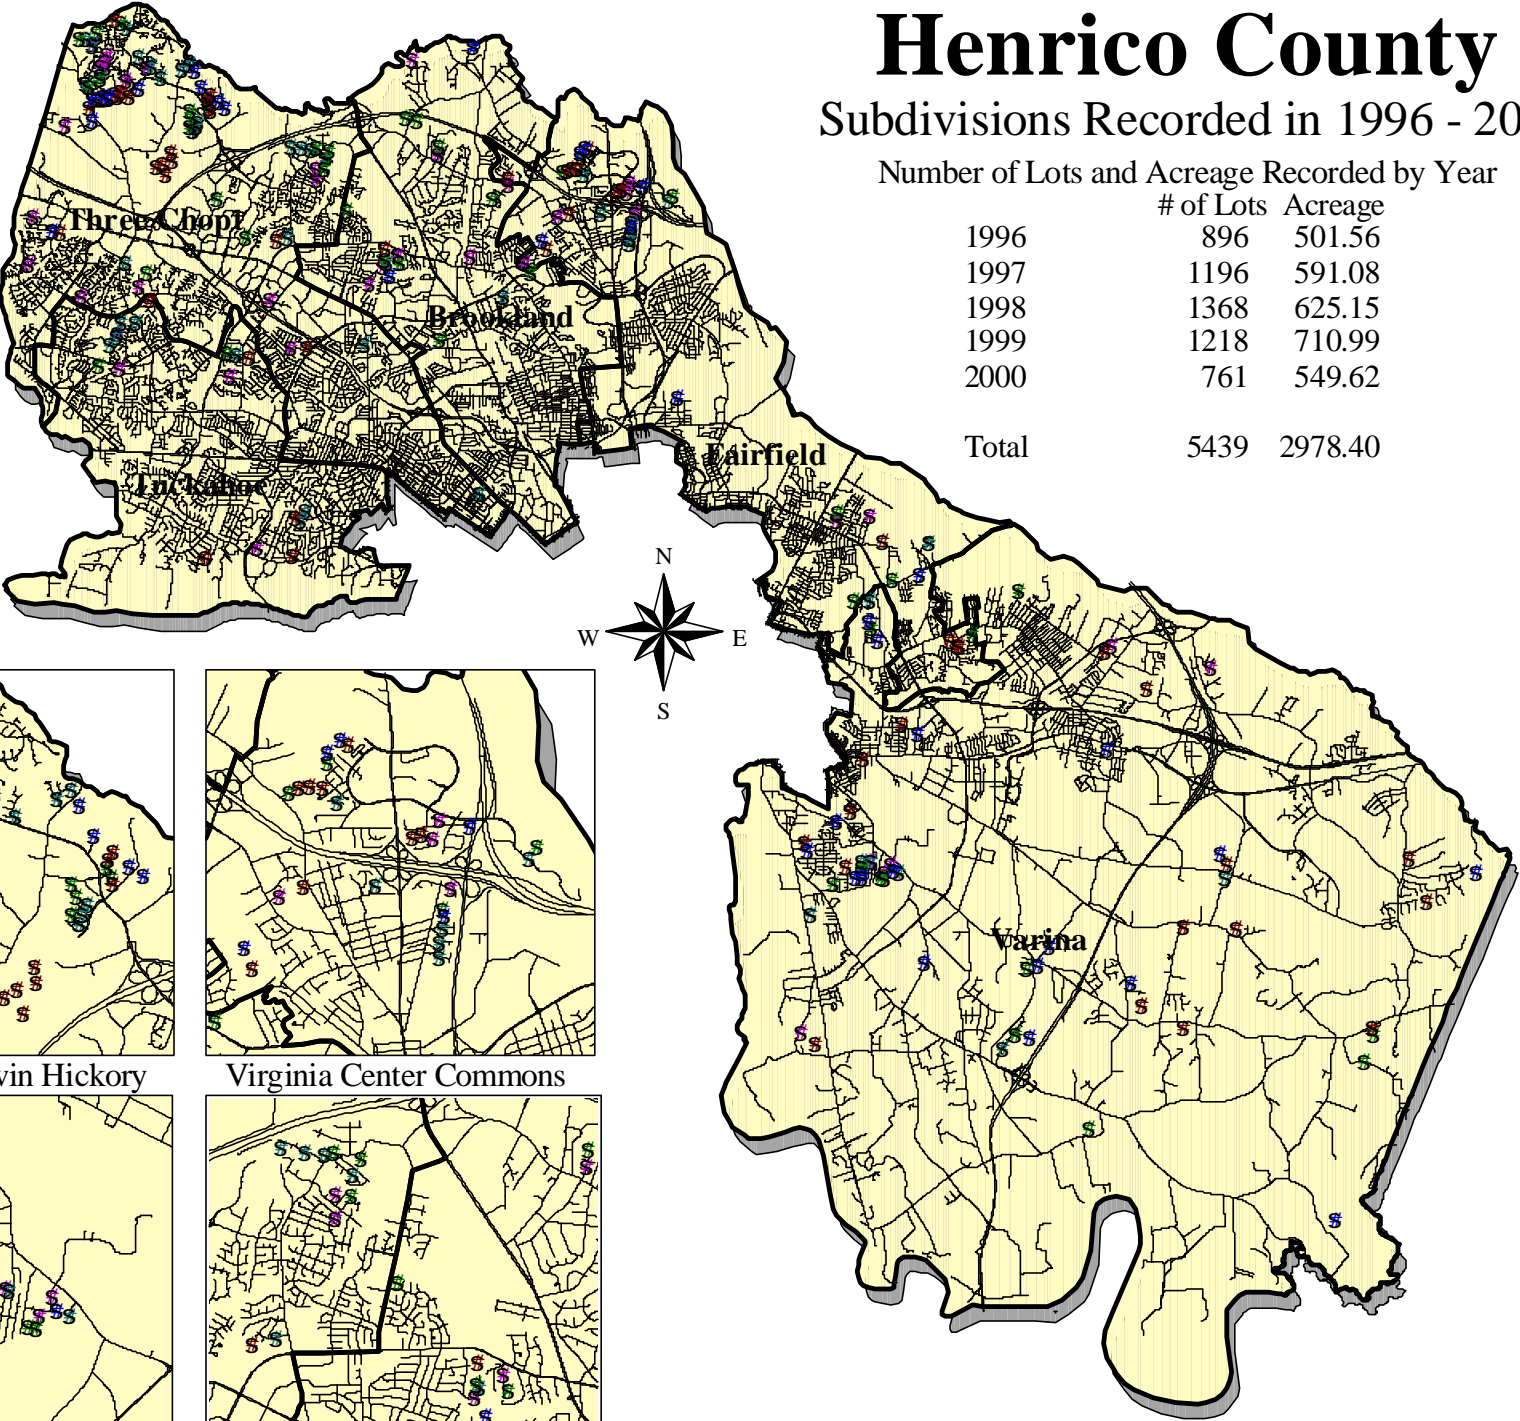 Henrico County
Subdivisions Recorded in 1996 - 20
Number of Lots and Acreage Recorded by Year
# of Lots Acreage
1996 896 501.56
1997 1196 591.08
1998 1368 625.15
1999 1218 710.99
2000 761 549.62
Total 5439 2978.40
Three Chopt
Brookland
Fairfield
Tuckahoe
N
W E
S
Varina
vin Hickory
Virginia Center Commons